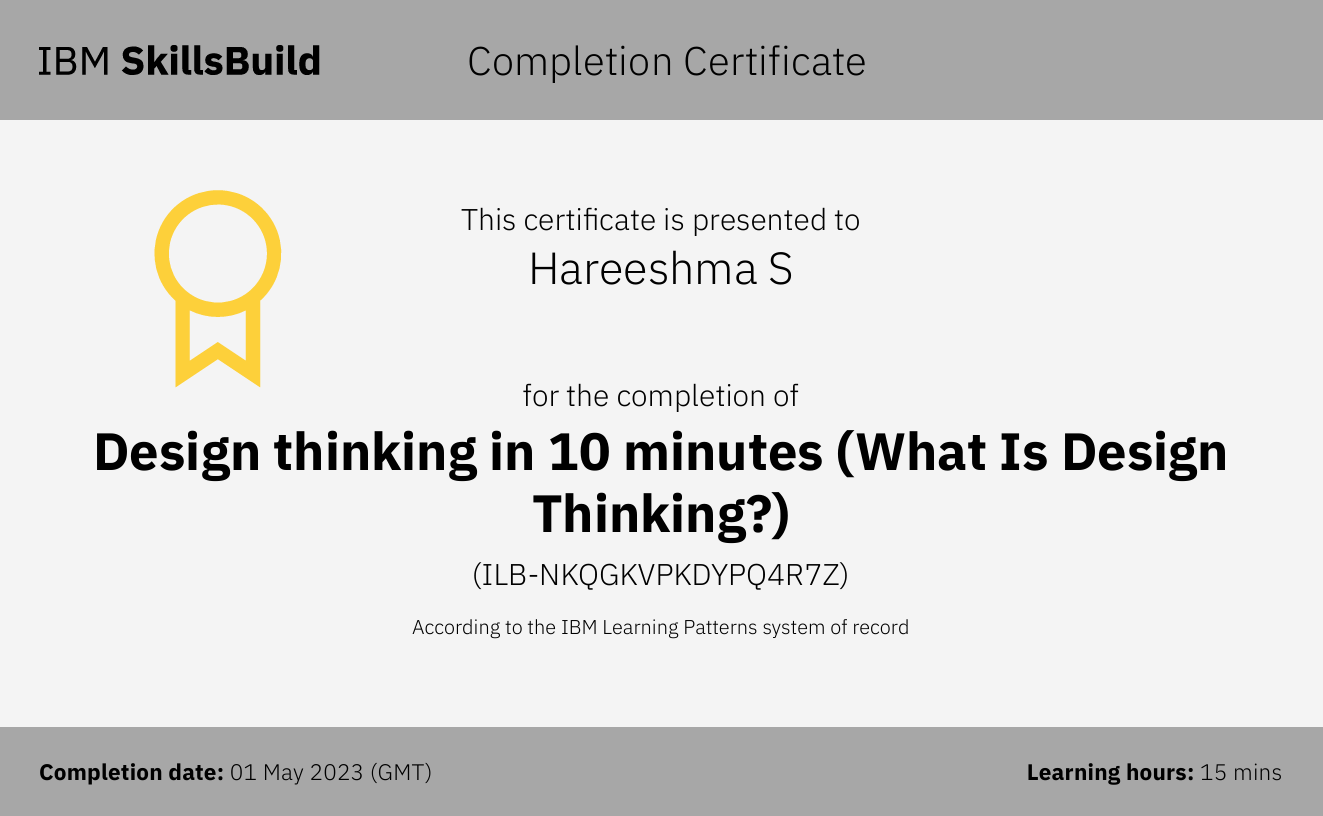 IBM SkillsBuild
Completion Certificate
This certificate is presented to
Hareeshma S
for the completion of
Design thinking in 10 minutes (What Is Design
Thinking?)
(ILB-NKQGKVPKDYPQ4R7Z)
According to the IBM Learning Patterns system of record
Completion date: 01 May 2023 (GMT)
Learning hours: 15 mins